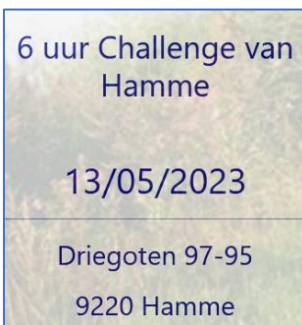 6 uur Challenge van
Hamme
13/05/2023
Driegoten 97-95
9220 Hamme